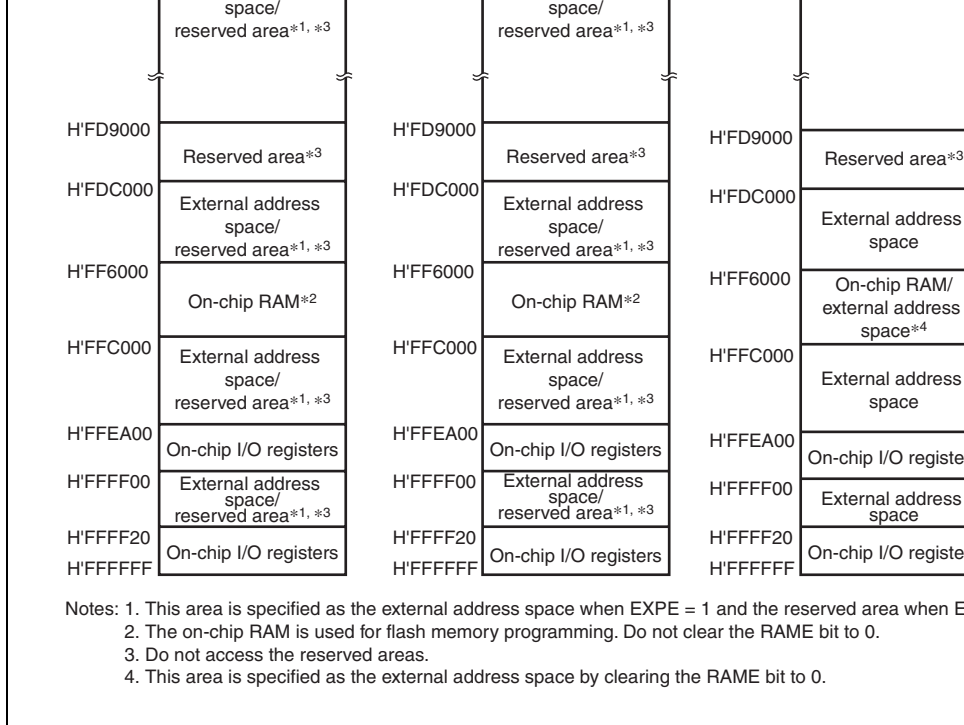 space/
reserved area*1, *3
H'FD9000
Reserved area*3
H'FDC000
External address
space/
reserved area*1, *3
H'FF6000
On-chip RAM*2
H'FFC000
External address
space/
reserved area*1, *3
H'FFEA00
On-chip I/O registers
H'FFFF00
External address
space/
reserved area*1, *3
H'FFFF20
On-chip I/O registers
H'FFFFFF
space/
reserved area*1, *3
H'FD9000
Reserved area*3
H'FDC000
External address
space/
reserved area*1, *3
H'FF6000
On-chip RAM*2
H'FFC000
External address
space/
reserved area*1, *3
H'FFEA00
On-chip I/O registers
H'FFFF00
External address
space/
reserved area*1, *3
H'FFFF20
On-chip I/O registers
H'FFFFFF
H'FD9000
Reserved area*3
H'FDC000
External address
space
H'FF6000
On-chip RAM/
external address
space*4
H'FFC000
External address
space
H'FFEA00
On-chip I/O registe
H'FFFF00
External address
space
H'FFFF20
On-chip I/O registe
H'FFFFFF
Notes: 1. This area is specified as the external address space when EXPE = 1 and the reserved area when E
2. The on-chip RAM is used for flash memory programming. Do not clear the RAME bit to 0.
3. Do not access the reserved areas.
4. This area is specified as the external address space by clearing the RAME bit to 0.